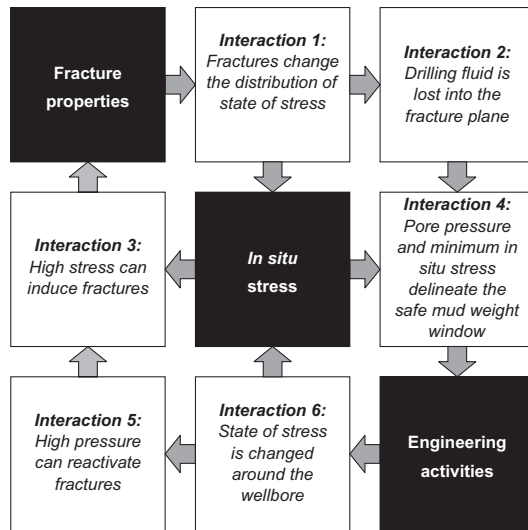 Fracture
properties
Interaction 1:
Fractures change
the distribution of
state of stress
Interaction 2:
Drilling fluid is
lost into the
fracture plane
Interaction 3:
High stress can
induce fractures
In situ
stress
Interaction 4:
Pore pressure
and minimum in
situ stress
delineate the
safe mud weight
window
Interaction 5:
High pressure
can reactivate
fractures
Interaction 6:
State of stress
is changed
around the
wellbore
Engineering
activities